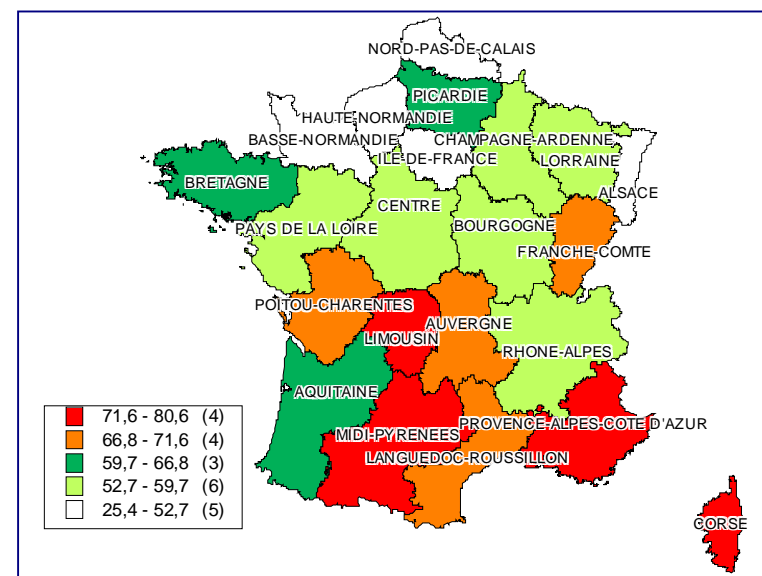 NORD-PAS-DE-CALAIS
PICARDIE
HAUTE-NORMANDIE
BASSE-NORMANDIE
CHAMPAGNE-ARDENNE
ILE-DE-FRANCE
LORRAINE
ALSACE
BRETAGNE
CENTRE
PAYS DE LA LOIRE
BOURGOGNE
FRANCHE-COMTE
POITOU-CHARENTES
AUVERGNE
LIMOUSIN
RHONE-ALPES
AQUITAINE
PROVENCE-ALPES-COTE D'AZUR
MIDI-PYRENEES
LANGUEDOC-ROUSSILLON
CORSE
71,6 - 80,6 (4)
66,8 - 71,6 (4)
59,7 - 66,8 (3)
52,7 - 59,7 (6)
25,4 - 52,7 (5)